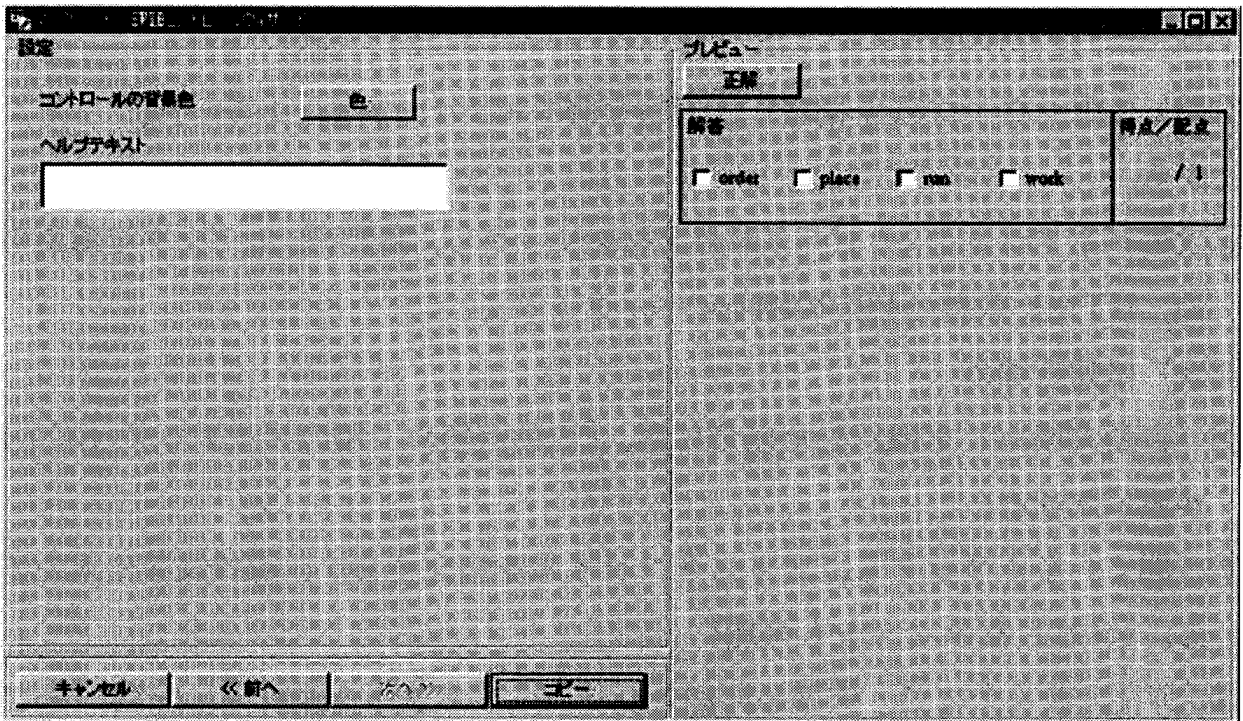 設定
コントロールの背景色
色
ヘルプテキスト
キャンセル
<< 前へ
次へ >>
コピー
プレビュー
正解
解答
得点/配点
order place run work
/ 1